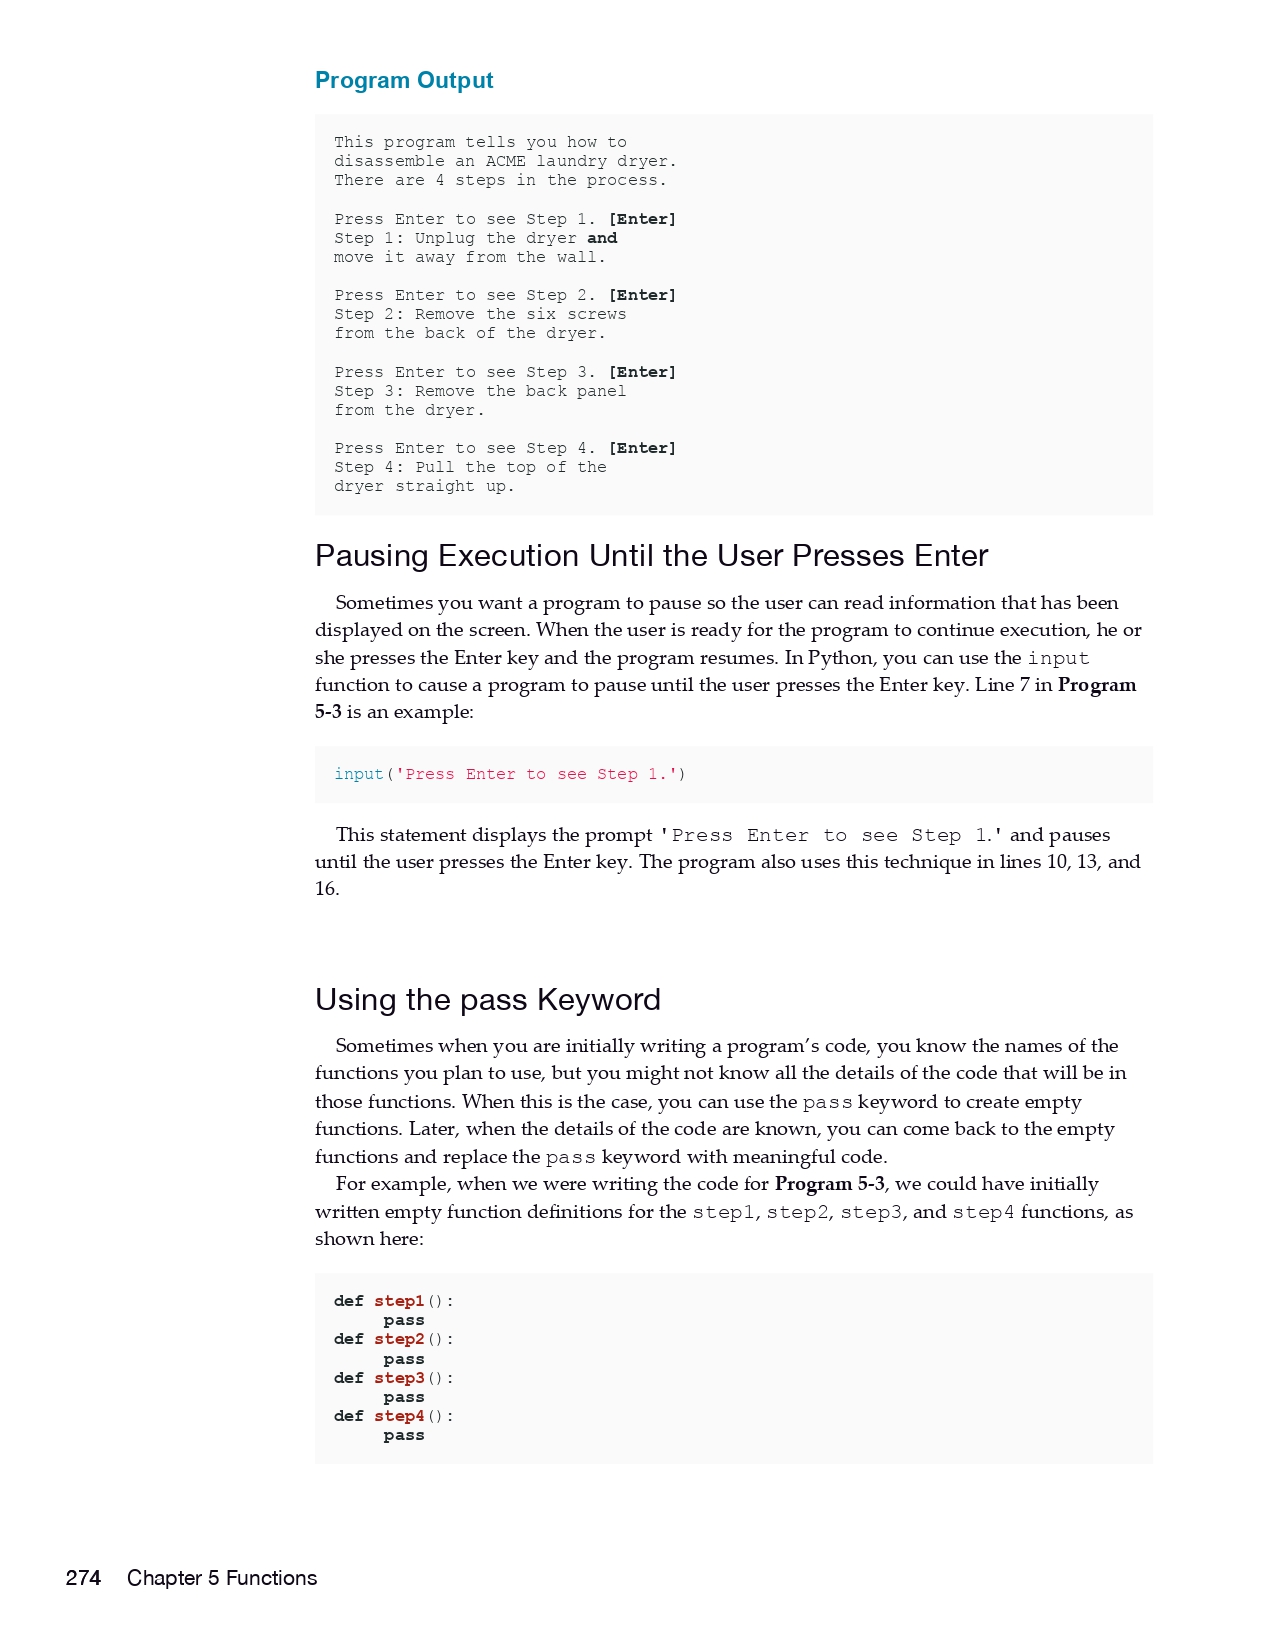 Program Output
This program tells you how to
disassemble an ACME laundry dryer.
There are 4 steps in the process.
Press Enter to see Step 1. [Enter]
Step 1: Unplug the dryer and
move it away from the wall.
Press Enter to see Step 2. [Enter]
Step 2: Remove the six screws
from the back of the dryer.
Press Enter to see Step 3. [Enter]
Step 3: Remove the back panel
from the dryer.
Press Enter to see Step 4. [Enter]
Step 4: Pull the top of the
dryer straight up.
Pausing Execution Until the User Presses Enter
Sometimes you want a program to pause so the user can read information that has been
displayed on the screen. When the user is ready for the program to continue execution, he or
she presses the Enter key and the program resumes. In Python, you can use the input
function to cause a program to pause until the user presses the Enter key. Line 7 in Program
5-3 is an example:
input('Press Enter to see Step 1.')
This statement displays the prompt 'Press Enter to see Step 1.' and pauses
until the user presses the Enter key. The program also uses this technique in lines 10, 13, and
16.
Using the pass Keyword
Sometimes when you are initially writing a program’s code, you know the names of the
functions you plan to use, but you might not know all the details of the code that will be in
those functions. When this is the case, you can use the pass keyword to create empty
functions. Later, when the details of the code are known, you can come back to the empty
functions and replace the pass keyword with meaningful code.
For example, when we were writing the code for Program 5-3, we could have initially
written empty function definitions for the step1, step2, step3, and step4 functions, as
shown here:
def step1():
pass
def step2():
pass
def step3():
pass
def step4():
pass
274 Chapter 5 Functions